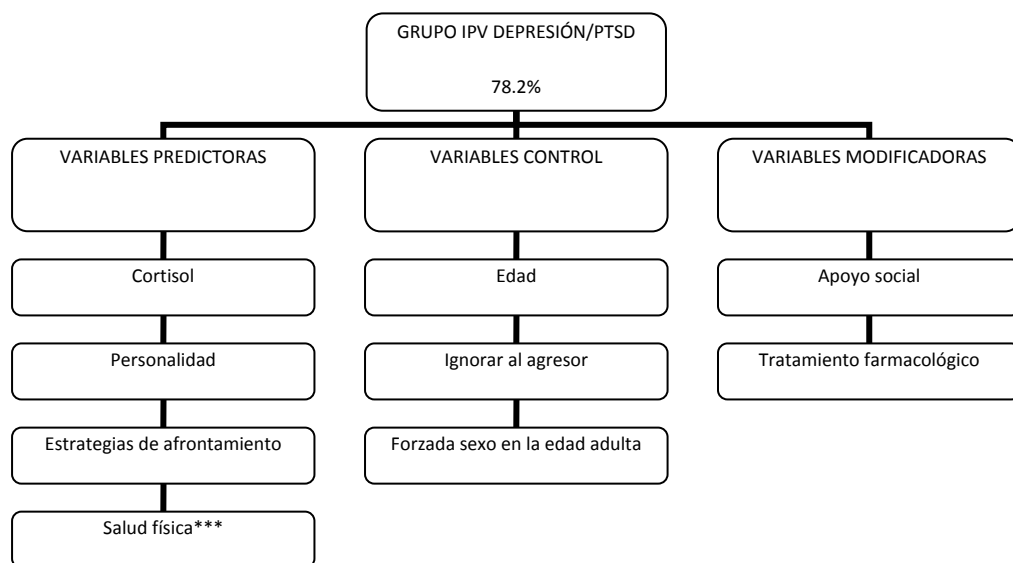 GRUPO IPV DEPRESIÓN/PTSD
78.2%
VARIABLES PREDICTORAS
VARIABLES CONTROL
VARIABLES MODIFICADORAS
Cortisol
Edad
Apoyo social
Personalidad
Ignorar al agresor
Tratamiento farmacológico
Estrategias de afrontamiento
Forzada sexo en la edad adulta
Salud física***